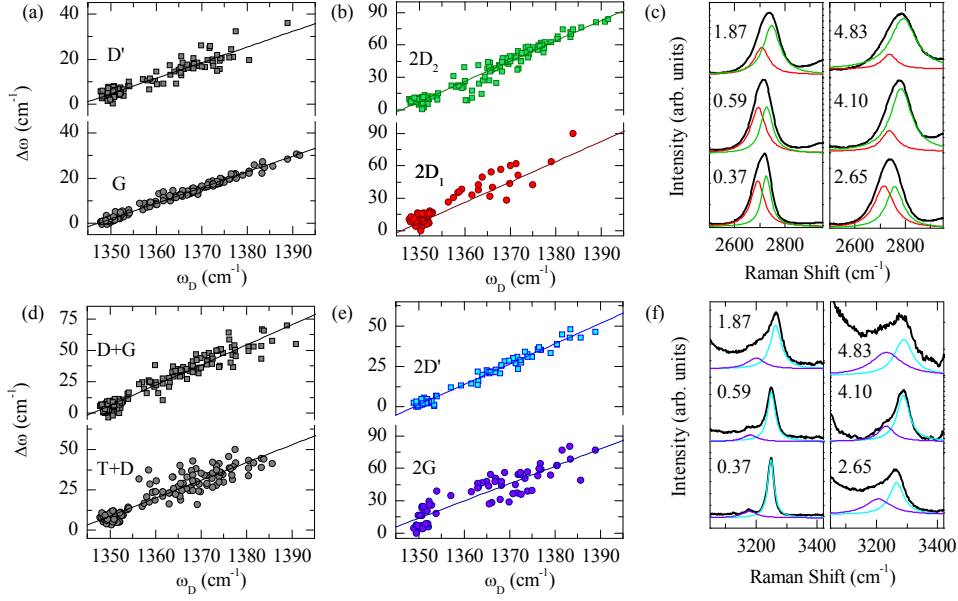 (a)
40
D'
20
0
40
G
20
0
Δω (cm⁻¹)
1350 1360 1370 1380 1390
ω_D (cm⁻¹)
(b)
90
2D₂
60
30
0
90
2D₁
60
30
0
1350 1360 1370 1380 1390
ω_D (cm⁻¹)
(c)
Intensity (arb. units)
1.87
0.59
0.37
4.83
4.10
2.65
2600 2800
2600 2800
Raman Shift (cm⁻¹)
(d)
75
D+G
50
25
0
50
T+D
25
0
Δω (cm⁻¹)
1350 1360 1370 1380 1390
ω_D (cm⁻¹)
(e)
50
2D'
25
0
90
2G
60
30
0
1350 1360 1370 1380 1390
ω_D (cm⁻¹)
(f)
Intensity (arb. units)
1.87
0.59
0.37
4.83
4.10
2.65
3200 3400
3200 3400
Raman Shift (cm⁻¹)